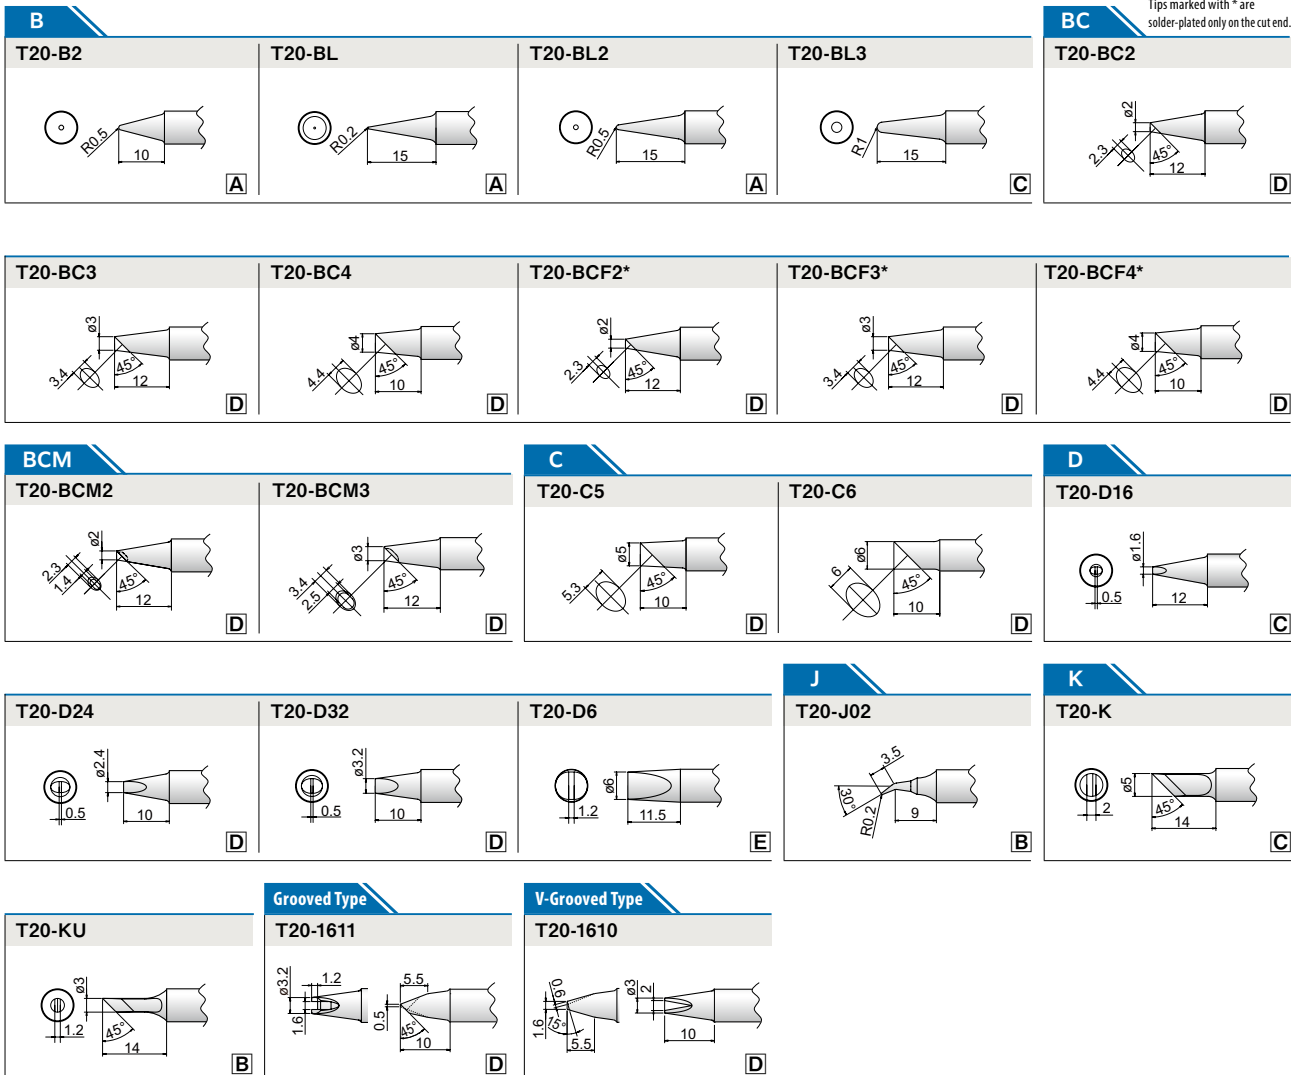 B
BC
Tips marked with * are
solder-plated only on the cut end.
T20-B2
T20-BL
T20-BL2
T20-BL3
T20-BC2
R0.5
10
A
R0.2
15
A
R0.5
15
A
R1
15
C
ø2
2.3
45°
12
D
T20-BC3
T20-BC4
T20-BCF2*
T20-BCF3*
T20-BCF4*
ø3
3.4
45°
12
D
ø4
4.4
45°
10
D
ø2
2.3
45°
12
D
ø3
3.4
45°
12
D
ø4
4.4
45°
10
D
BCM
C
D
T20-BCM2
T20-BCM3
T20-C5
T20-C6
T20-D16
ø2
2.3
1.4
45°
12
D
ø3
3.4
2.5
45°
12
D
ø5
5.3
45°
10
D
ø6
6
45°
10
D
ø1.6
0.5
12
C
J
K
T20-D24
T20-D32
T20-D6
T20-J02
T20-K
ø2.4
0.5
10
D
ø3.2
0.5
10
D
ø6
1.2
11.5
E
3.5
30°
R0.2
9
B
ø5
2
45°
14
C
Grooved Type
V-Grooved Type
T20-KU
T20-1611
T20-1610
ø3
1.2
45°
14
B
ø3.2
1.2
1.6
5.5
0.5
45°
10
D
0.6
1.6
15°
5.5
ø3
2
10
D